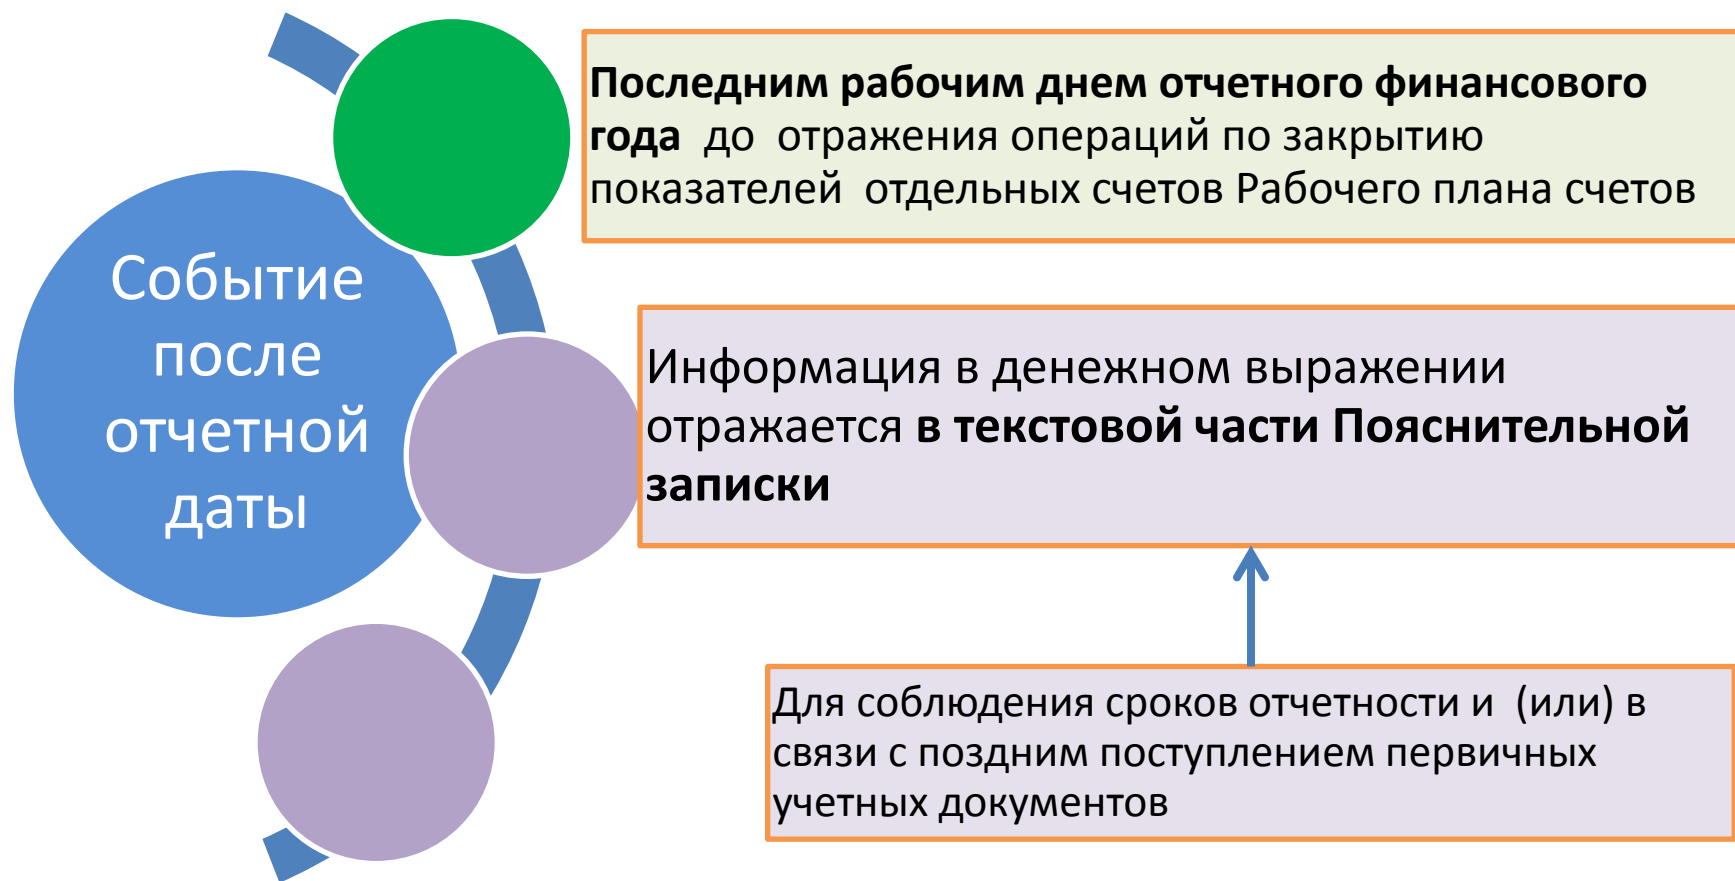 Событие
после
отчетной
даты
Последним рабочим днем отчетного финансового
года до отражения операций по закрытию
показателей отдельных счетов Рабочего плана счетов
Информация в денежном выражении
отражается в текстовой части Пояснительной
записки
Для соблюдения сроков отчетности и (или) в
связи с поздним поступлением первичных
учетных документов